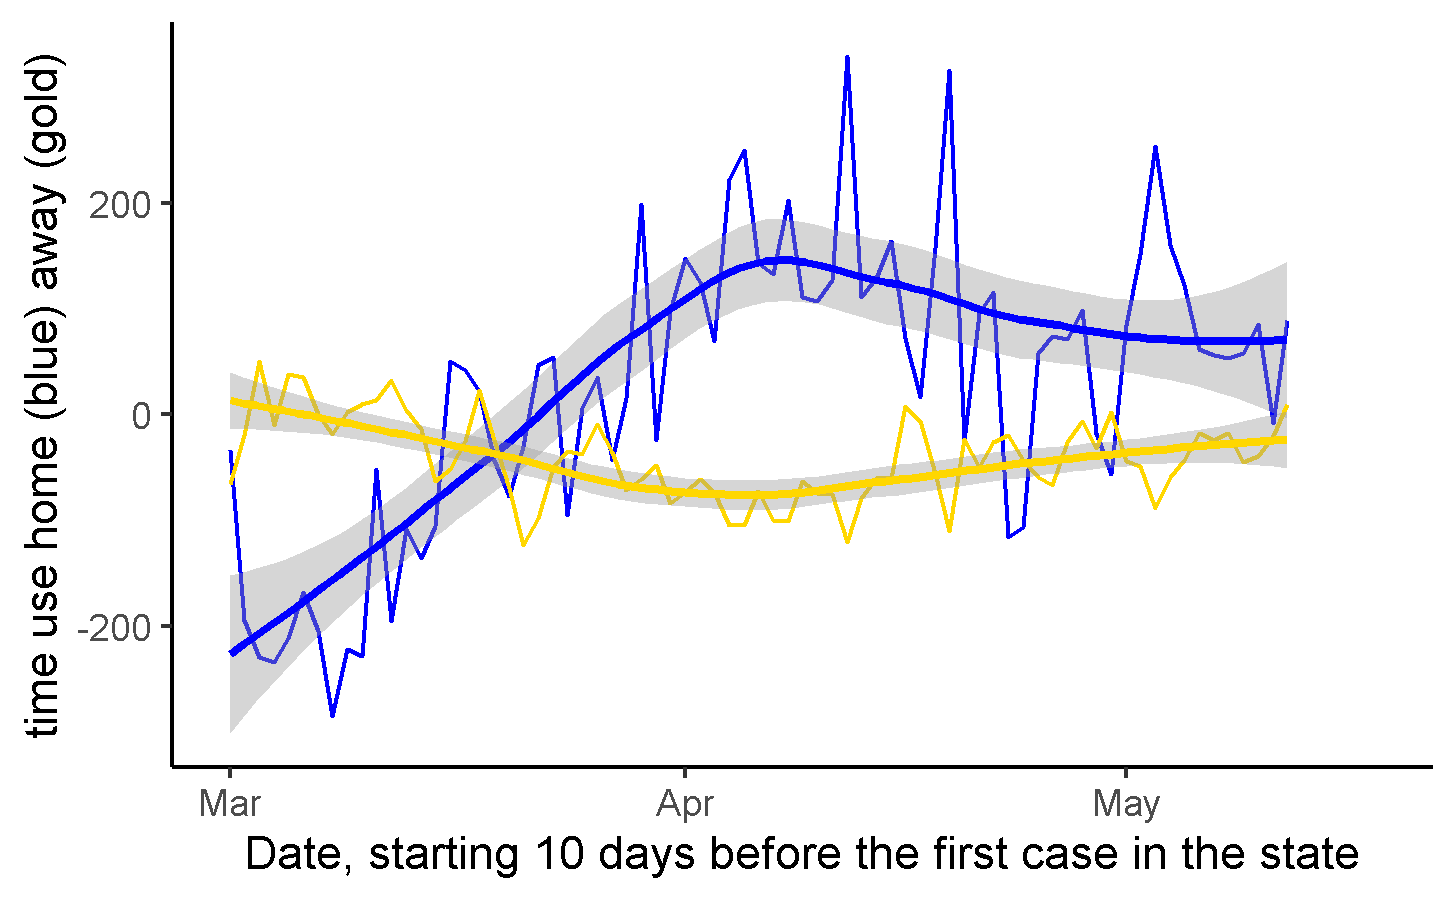 time use home (blue) away (gold)
200
0
-200
Mar
Apr
May
Date, starting 10 days before the first case in the state